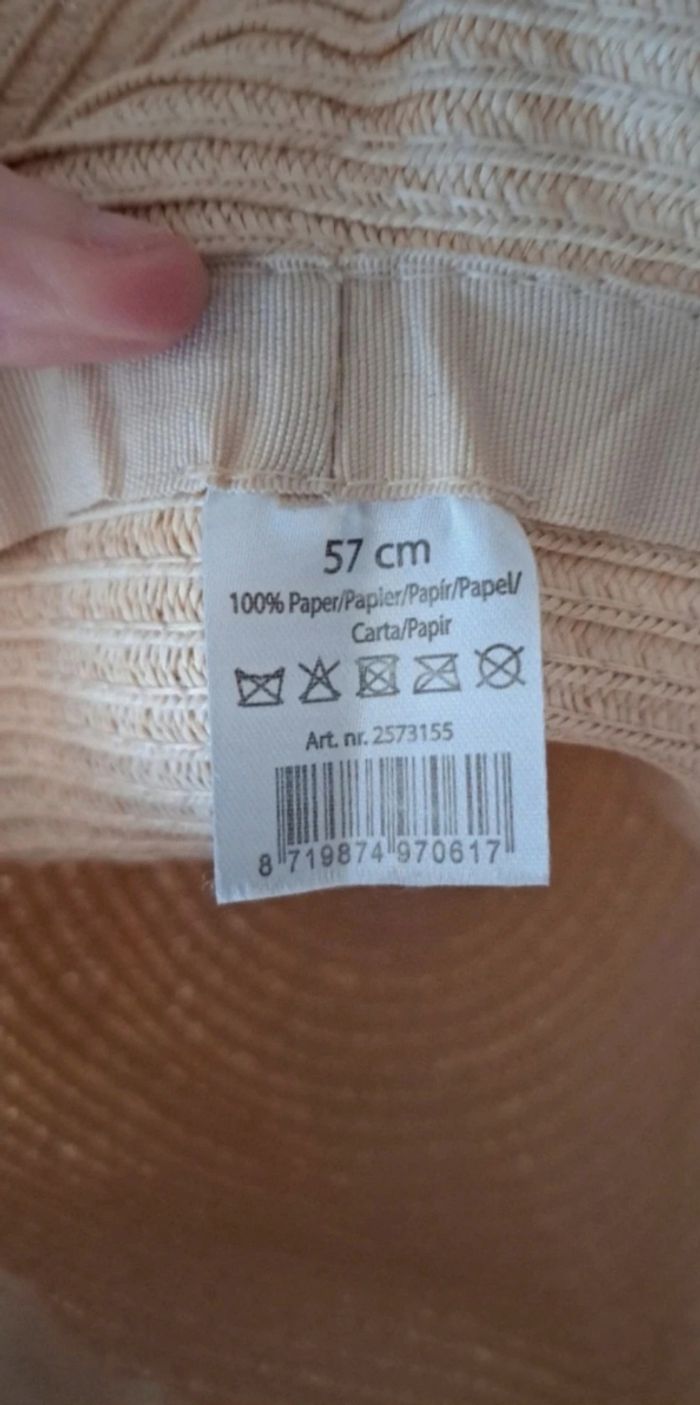 57 cm
100% Paper/Papier/Papír/Papel/
Carta/Papir
Art. nr. 2573155
8 719874 970617